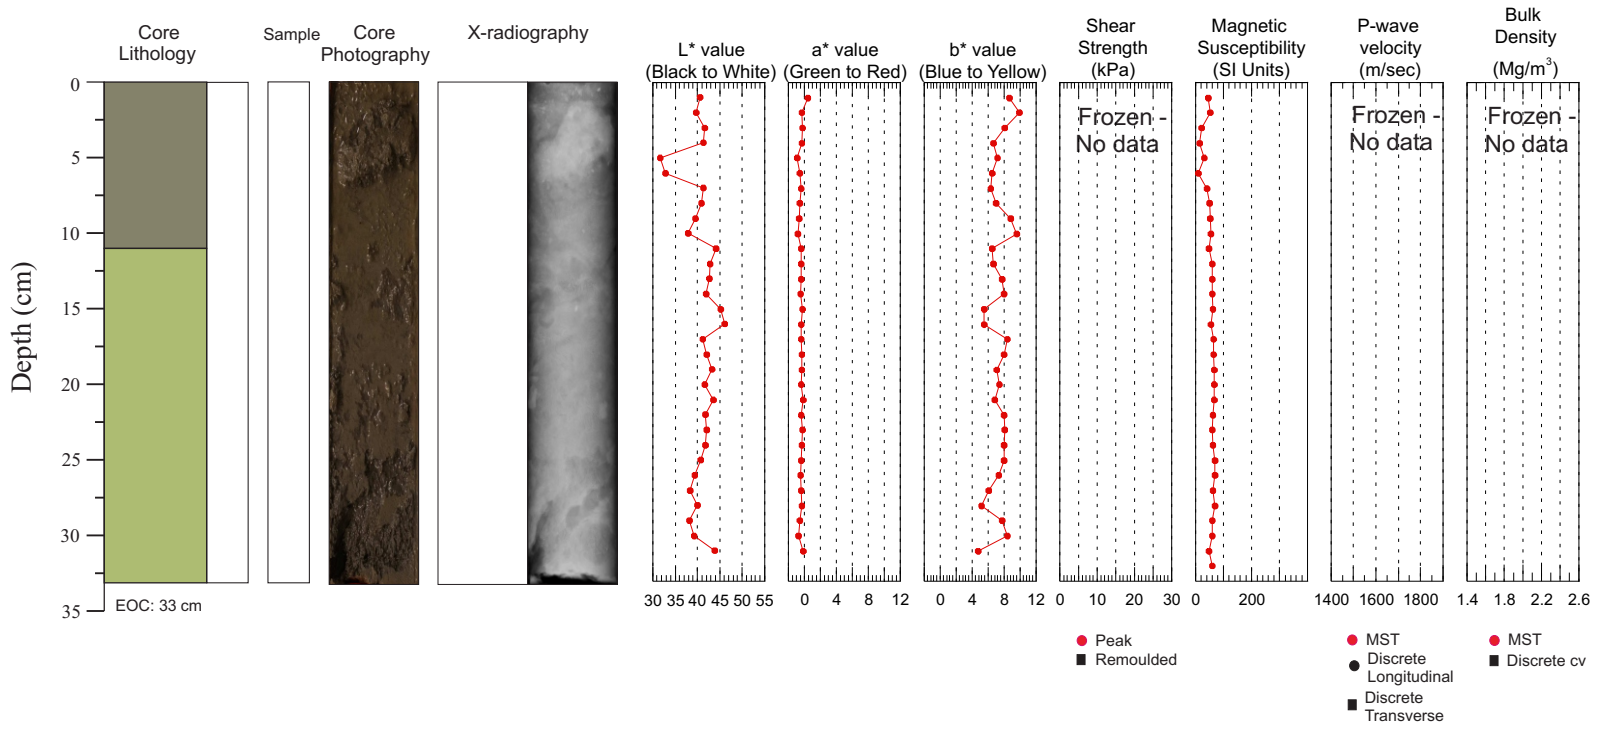 Core
Lithology
Sample
Core
Photography
X-radiography
L* value
(Black to White)
a* value
(Green to Red)
b* value
(Blue to Yellow)
Shear
Strength
(kPa)
Magnetic
Susceptibility
(SI Units)
P-wave
velocity
(m/sec)
Bulk
Density
(Mg/m³)
Depth (cm)
0
5
10
15
20
25
30
35
EOC: 33 cm
Frozen -
No data
Frozen -
No data
Frozen -
No data
30 35 40 45 50 55
0 4 8 12
0 4 8 12
0 10 20 30
0 200
1400 1600 1800
1.4 1.8 2.2 2.6
Peak
Remoulded
MST
Discrete
Longitudinal
Discrete
Transverse
MST
Discrete cv